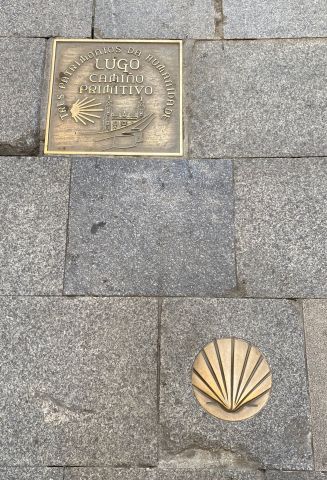 TRES PATRIMONIOS DA HUMANIDADE
LUGO
CAMIÑO
PRIMITIVO